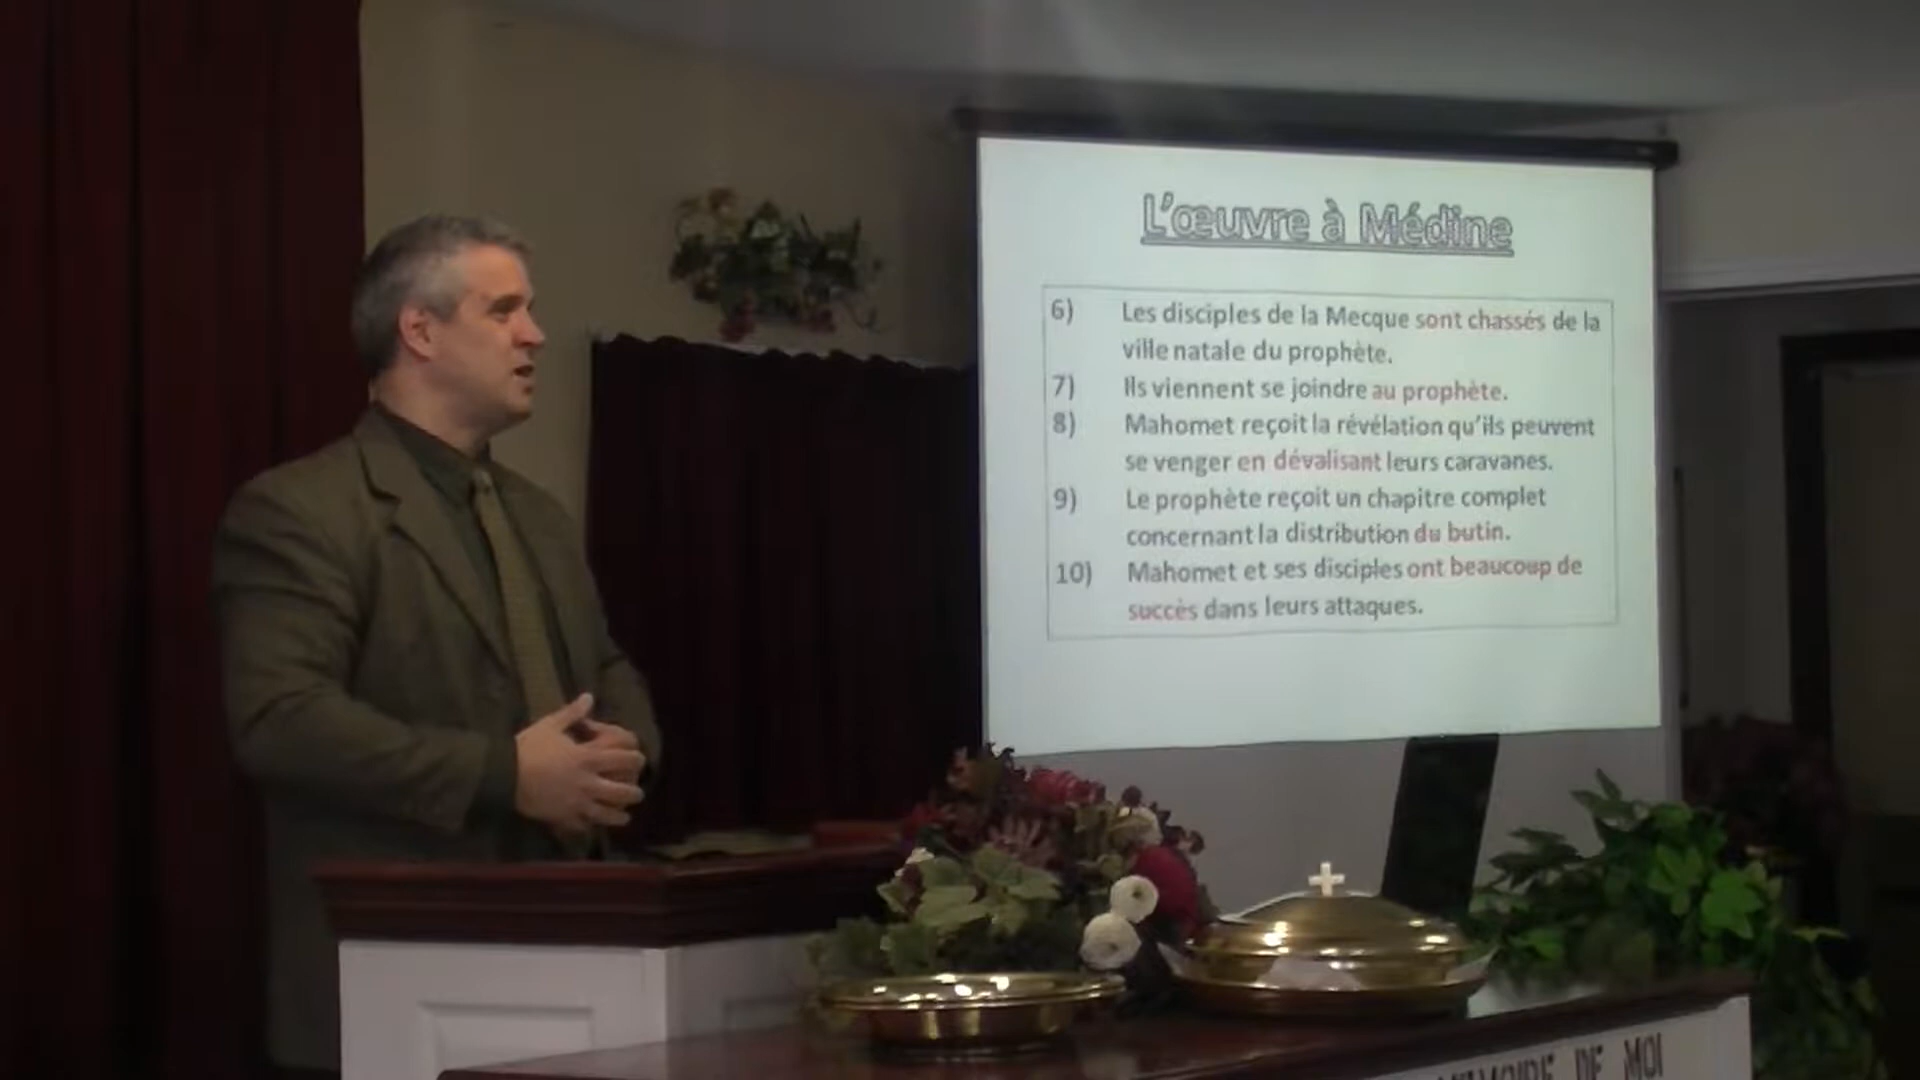 L'œuvre à Médine
6) Les disciples de la Mecque sont chassés de la
ville natale du prophète.
7) Ils viennent se joindre au prophète.
8) Mahomet reçoit la révélation qu'ils peuvent
se venger en dévalisant leurs caravanes.
9) Le prophète reçoit un chapitre complet
concernant la distribution du butin.
10) Mahomet et ses disciples ont beaucoup de
succès dans leurs attaques.
DE MOI